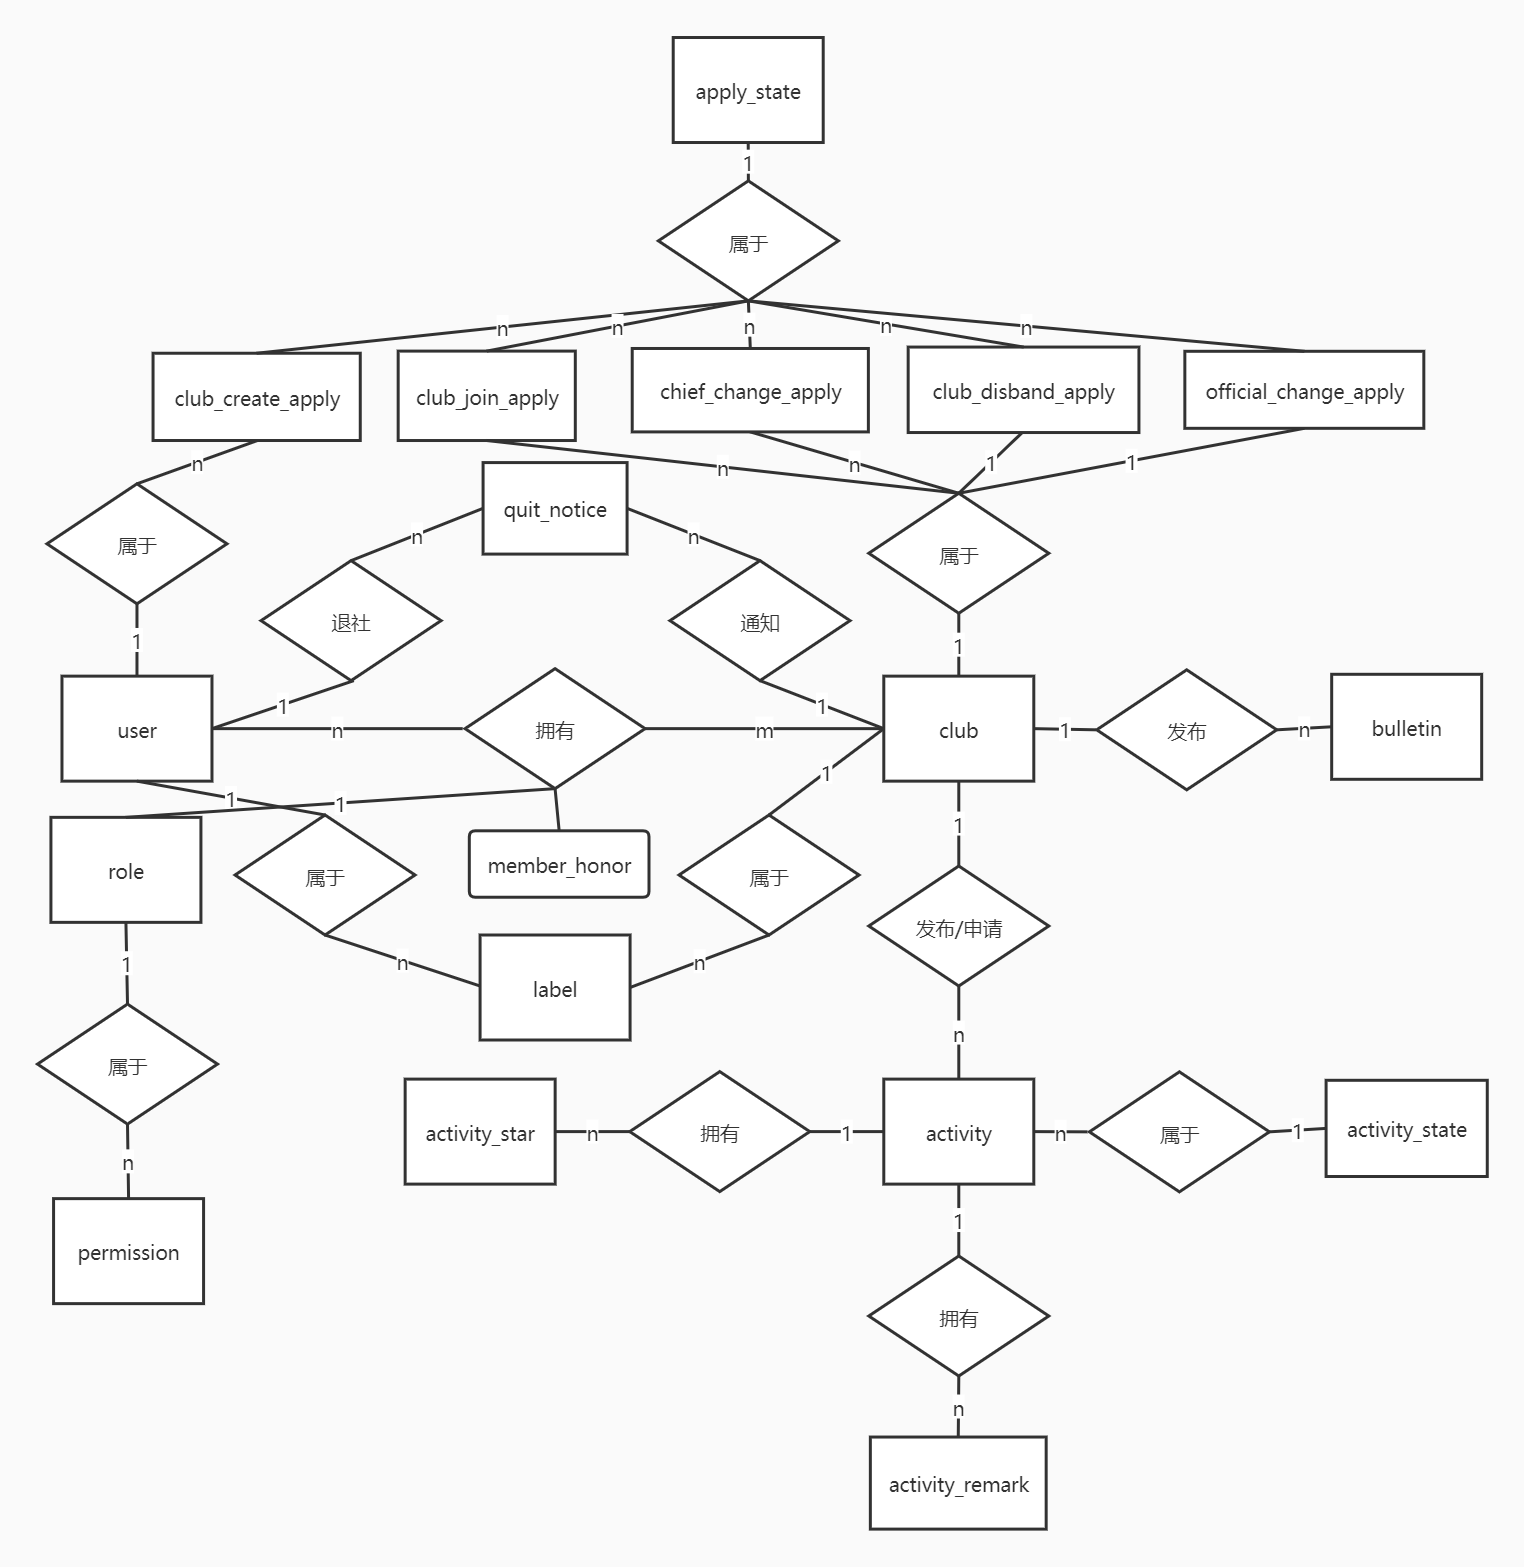 apply_state
1
属于
n
n
n
n
n
club_create_apply
club_join_apply
chief_change_apply
club_disband_apply
official_change_apply
n
n
n
1
1
quit_notice
n
n
属于
属于
退社
通知
1
1
1
1
user
n
拥有
m
club
1
发布
n
bulletin
1
1
1
1
role
member_honor
属于
属于
发布/申请
1
n
n
label
n
属于
activity_star
n
拥有
1
activity
n
属于
1
activity_state
n
1
permission
拥有
n
activity_remark